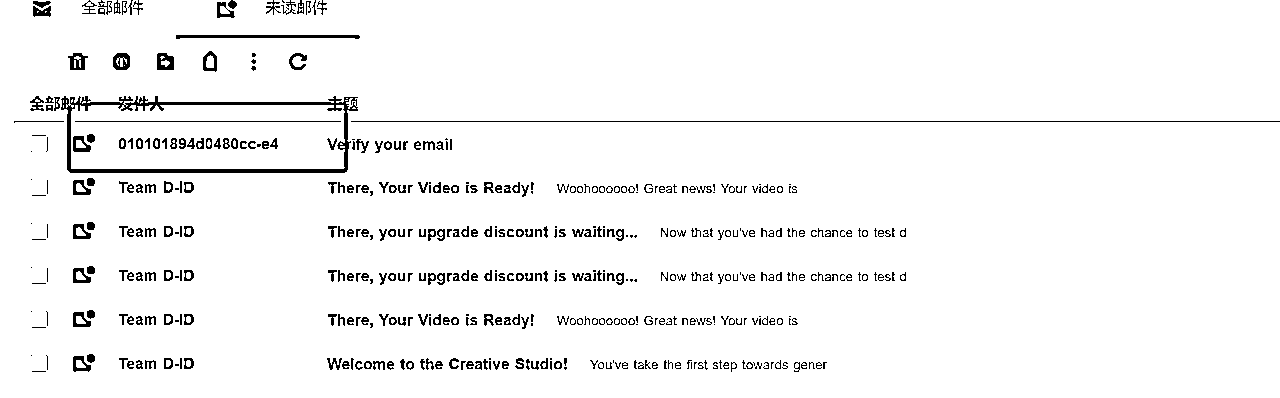 全部邮件 未读邮件
全部邮件 发件人 主题
010101894d0480cc-e4 Verify your email
Team D-ID There, Your Video is Ready! Woohoooooo! Great news! Your video is
Team D-ID There, your upgrade discount is waiting... Now that you've had the chance to test d
Team D-ID There, your upgrade discount is waiting... Now that you've had the chance to test d
Team D-ID There, Your Video is Ready! Woohoooooo! Great news! Your video is
Team D-ID Welcome to the Creative Studio! You've take the first step towards gener